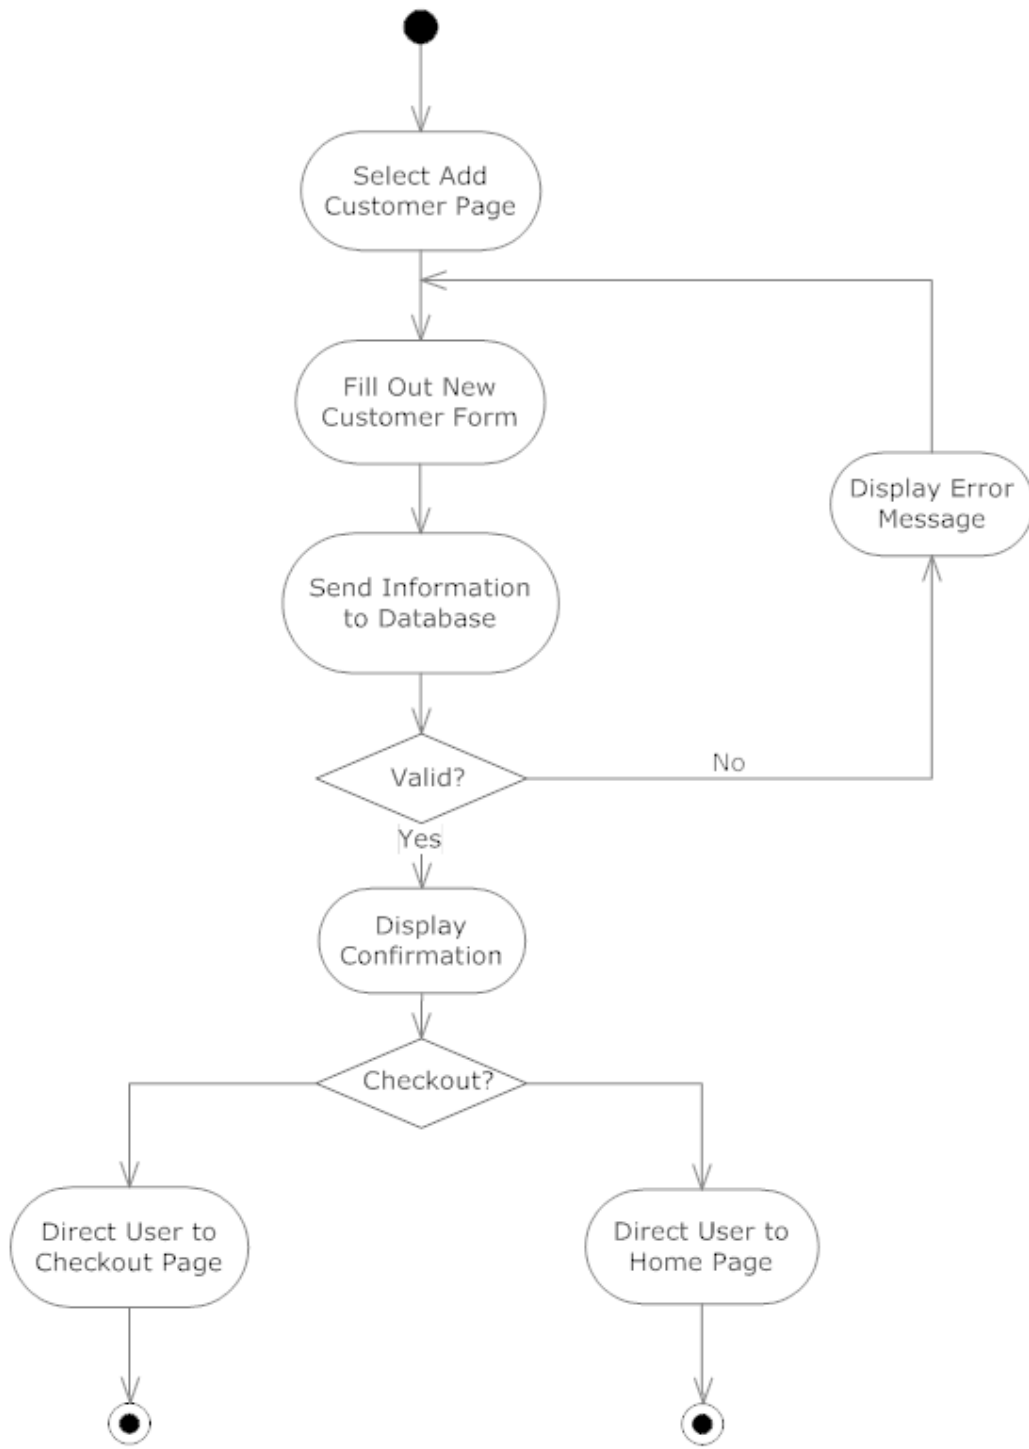 Select Add
Customer Page
Fill Out New
Customer Form
Display Error
Message
Send Information
to Database
Valid?
No
Yes
Display
Confirmation
Checkout?
Direct User to
Checkout Page
Direct User to
Home Page